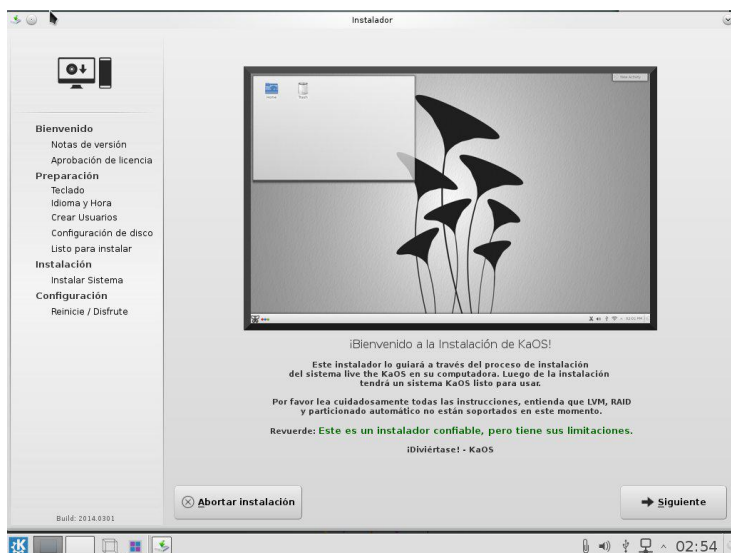 Instalador
Bienvenido
Notas de versión
Aprobación de licencia
Preparación
Teclado
Idioma y Hora
Crear Usuarios
Configuración de disco
Listo para instalar
Instalación
Instalar Sistema
Configuración
Reinicie / Disfrute
Build: 2014.0301
¡Bienvenido a la Instalación de KaOS!
Este instalador lo guiará a través del proceso de instalación
del sistema live the KaOS en su computadora. Luego de la instalación
tendrá un sistema KaOS listo para usar.
Por favor lea cuidadosamente todas las instrucciones, entienda que LVM, RAID
y particionado automático no están soportados en este momento.
Revuerde: Este es un instalador confiable, pero tiene sus limitaciones.
¡Diviértase! - KaOS
Abortar instalación
Siguiente
02:54